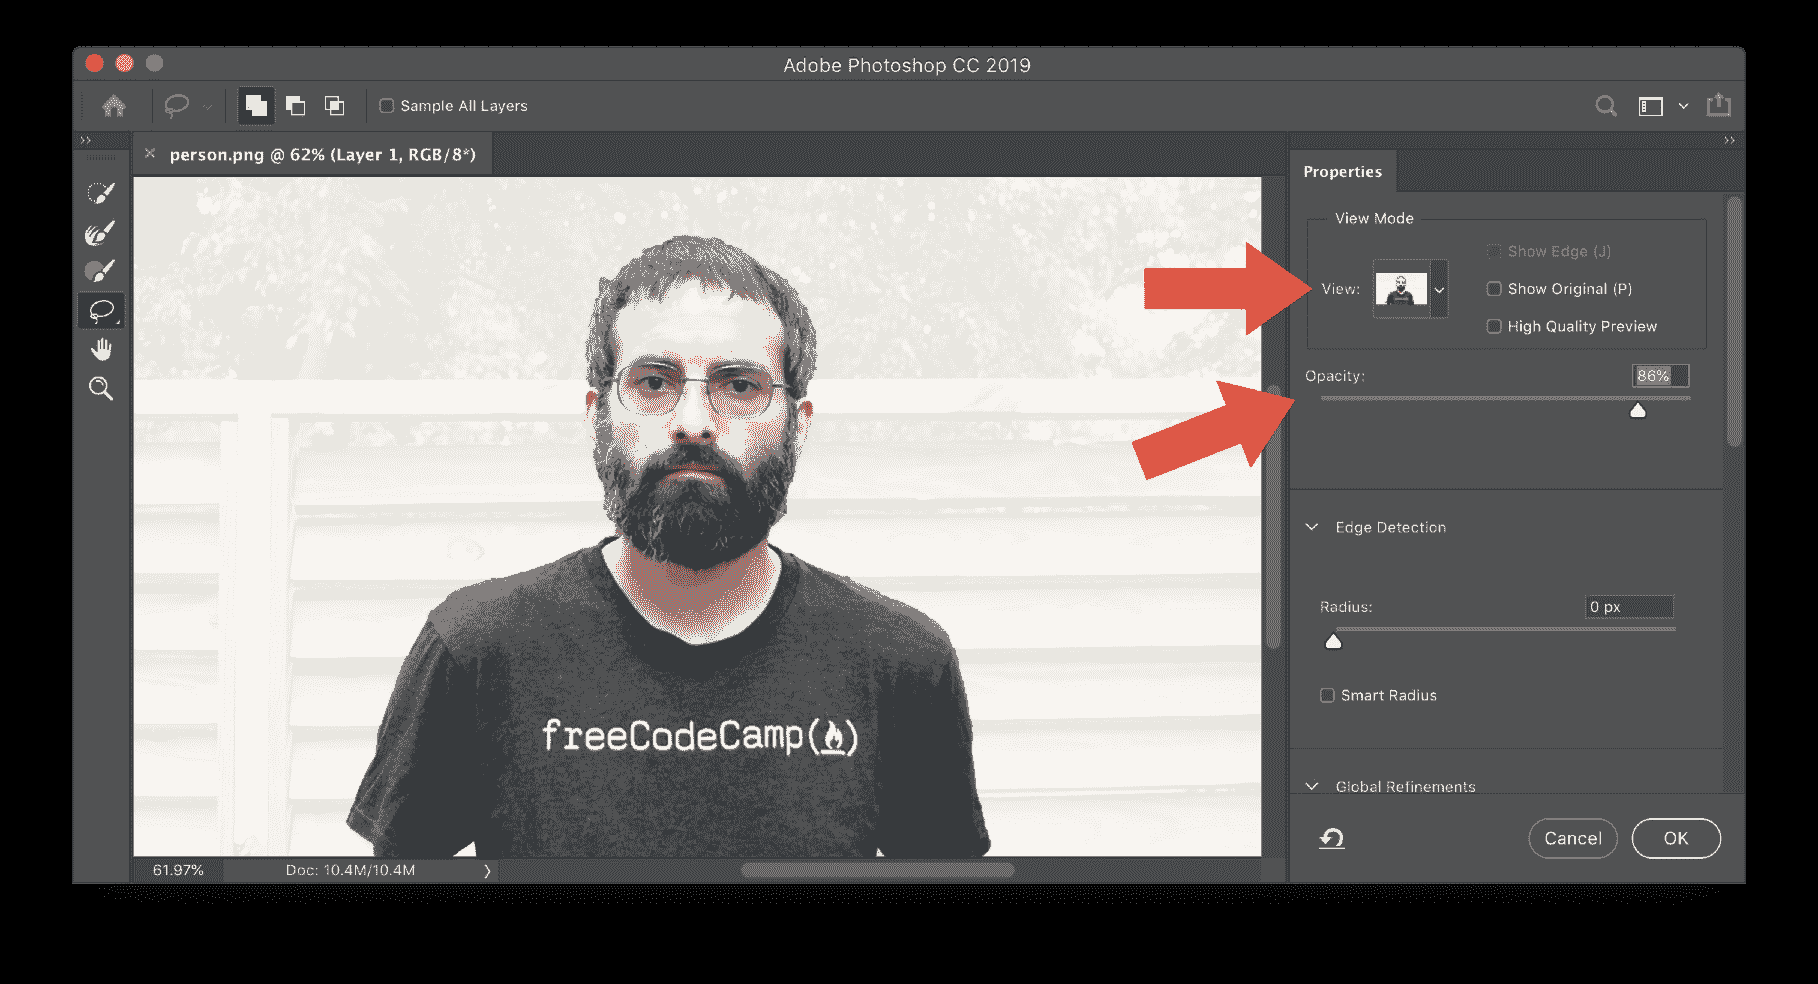 Adobe Photoshop CC 2019
Sample All Layers
person.png @ 62% (Layer 1, RGB/8*)
Properties
View Mode
Show Edge (J)
View:
Show Original (P)
High Quality Preview
Opacity:
86%
Edge Detection
Radius:
0 px
Smart Radius
freeCodeCamp
Global Refinements
Cancel
OK
61.97%
Doc: 10.4M/10.4M